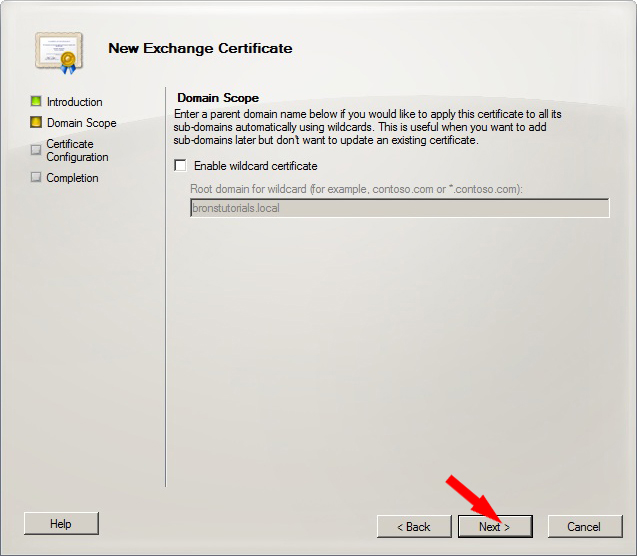 New Exchange Certificate
Introduction
Domain Scope
Certificate
Configuration
Completion
Domain Scope
Enter a parent domain name below if you would like to apply this certificate to all its
sub-domains automatically using wildcards. This is useful when you want to add
sub-domains later but don't want to update an existing certificate.
Enable wildcard certificate
Root domain for wildcard (for example, contoso.com or *.contoso.com):
bronstutorials.local
Help
< Back
Next >
Cancel